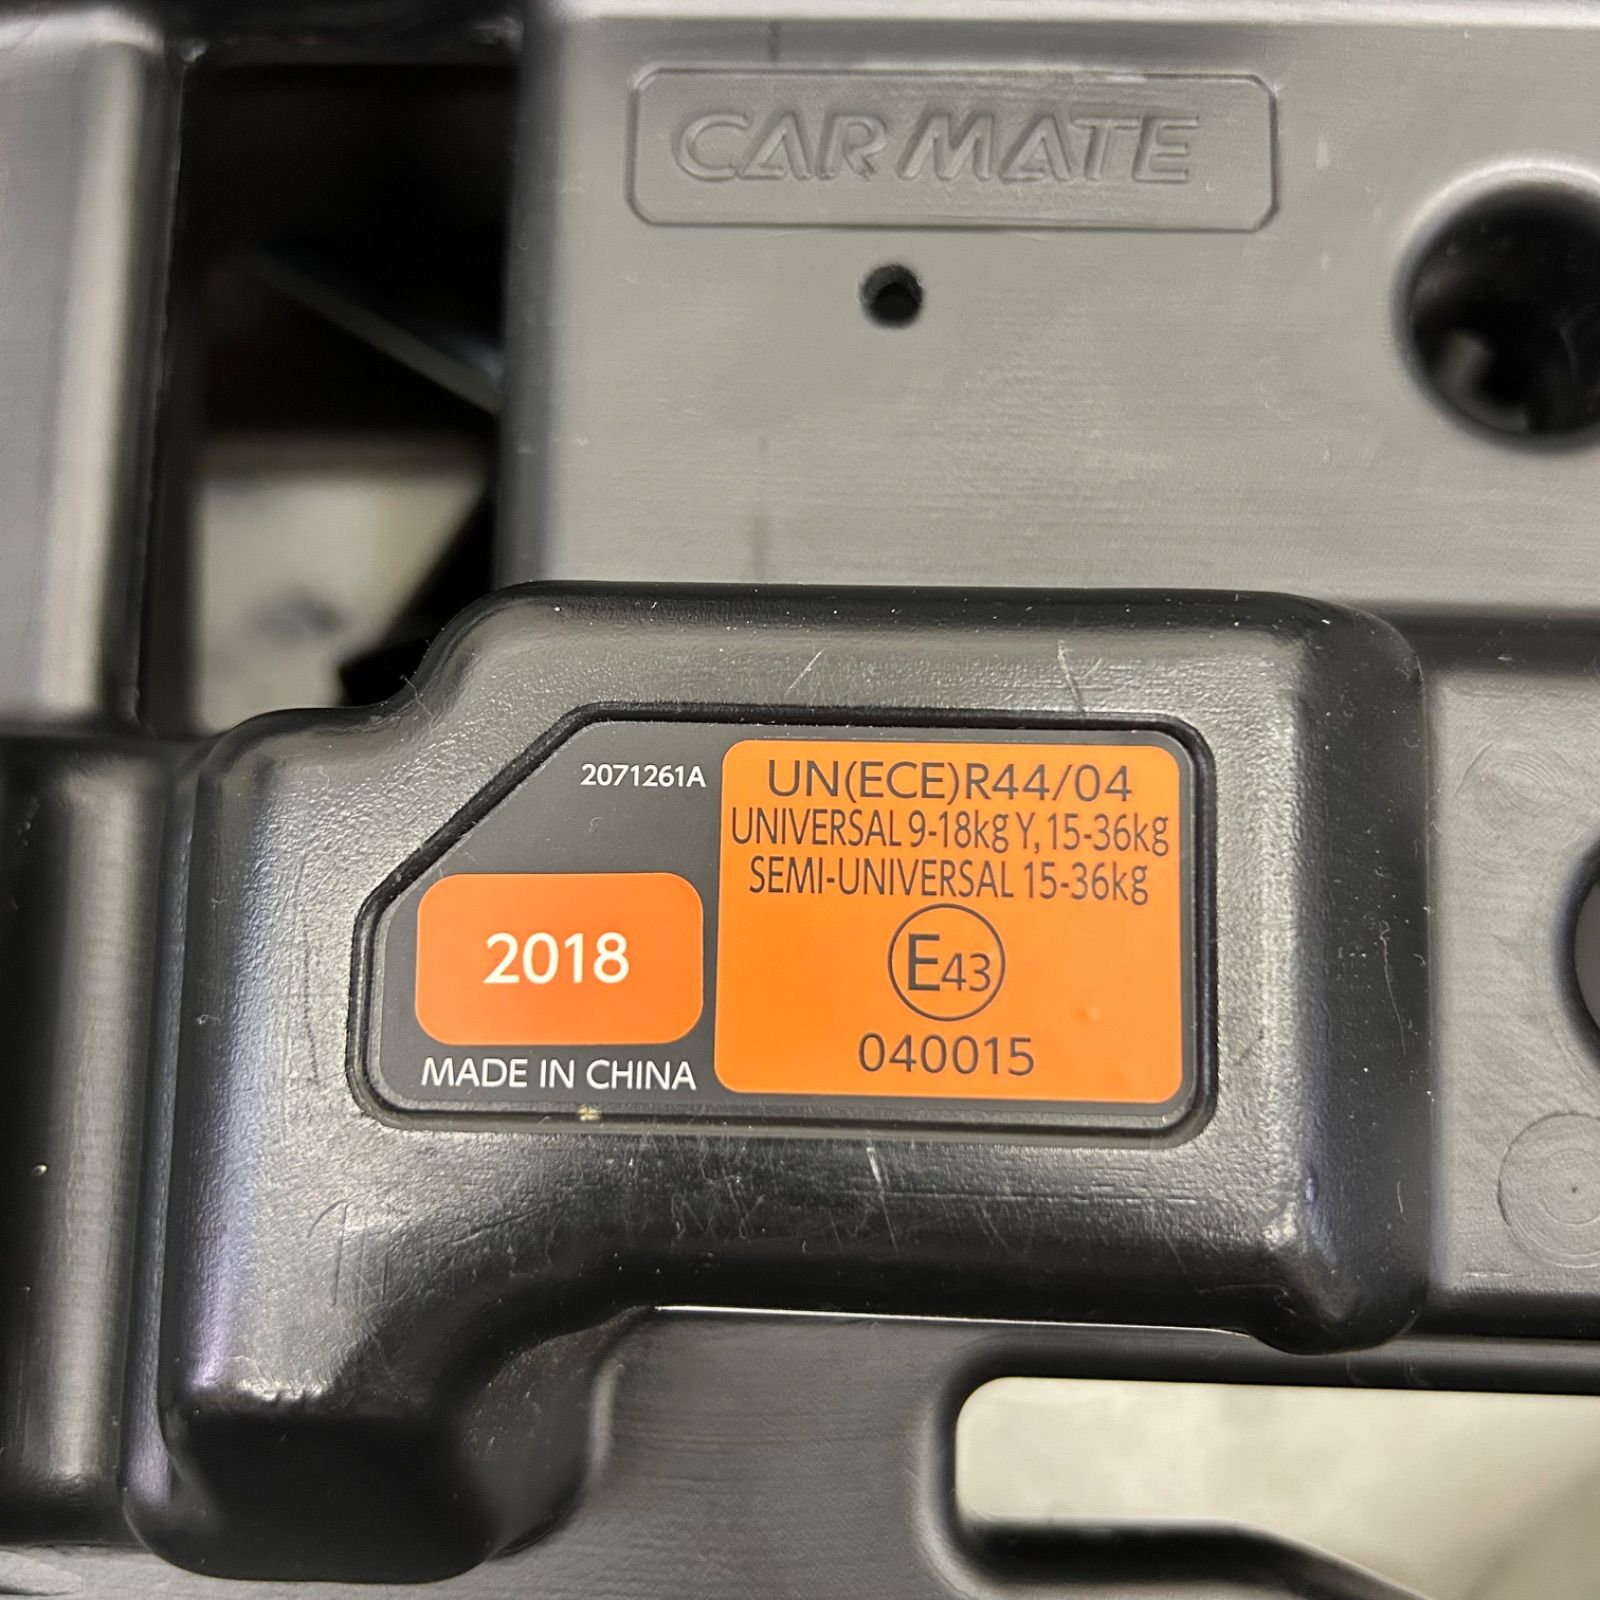 CARMATE
2071261A
2018
MADE IN CHINA
UN(ECE)R44/04
UNIVERSAL 9-18kg Y, 15-36kg
SEMI-UNIVERSAL 15-36kg
E43
040015